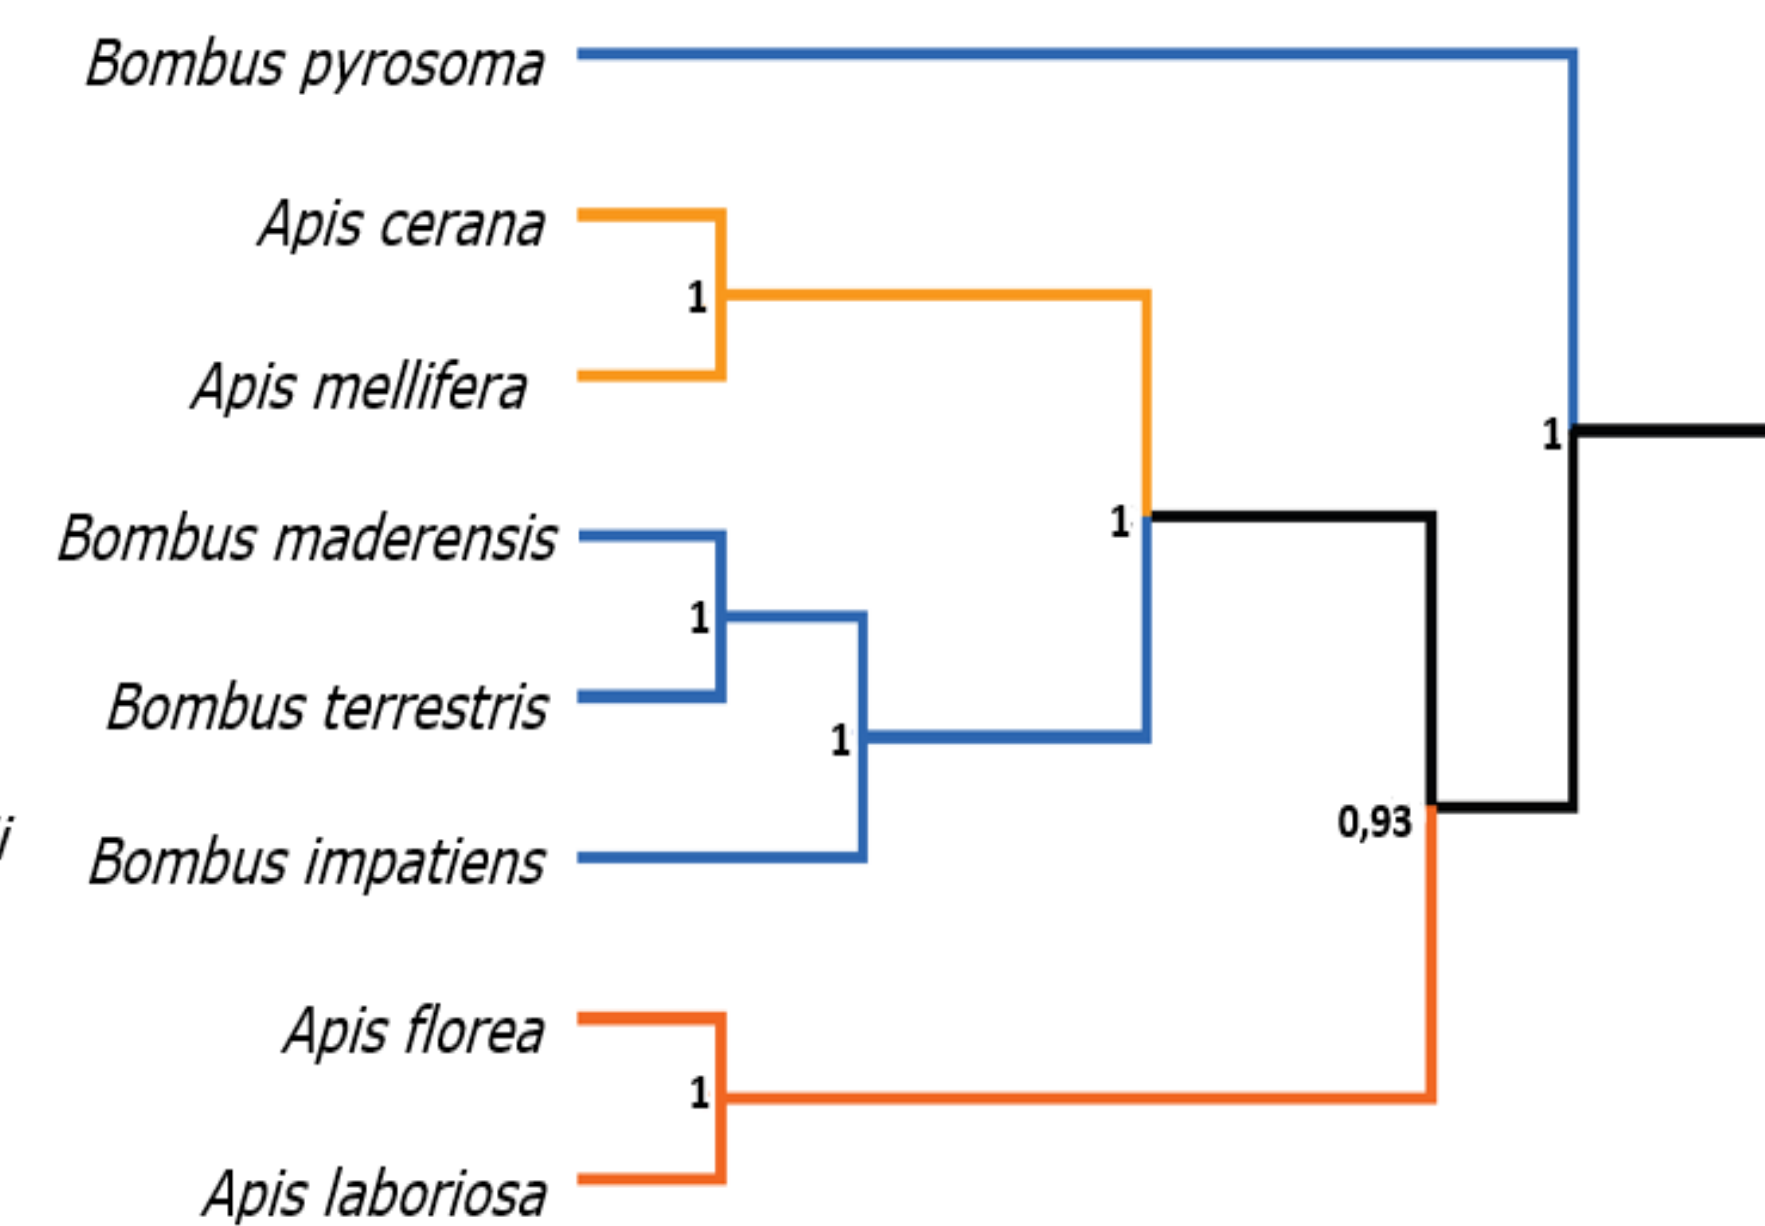 Bombus pyrosoma
Apis cerana
1
Apis mellifera
1
Bombus maderensis
1
1
Bombus terrestris
1
0,93
Bombus impatiens
Apis florea
1
Apis laboriosa